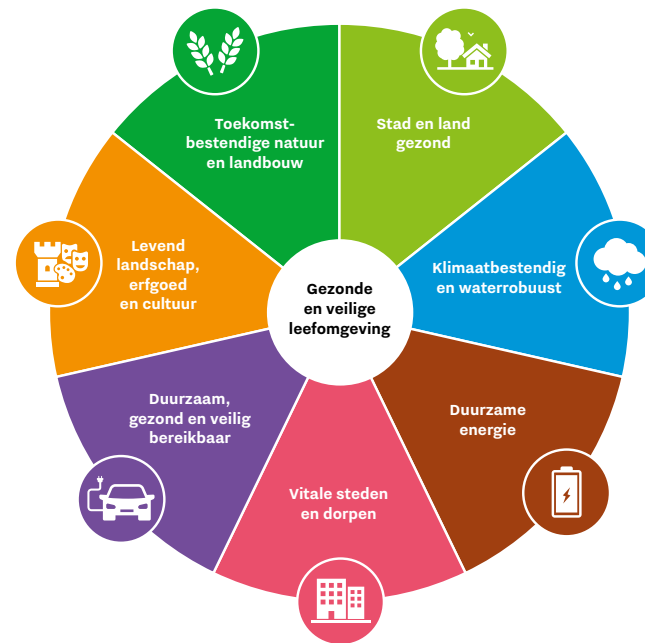 Toekomst-
bestendige natuur
en landbouw
Stad en land
gezond
Klimaatbestendig
en waterrobuust
Duurzame
energie
Vitale steden
en dorpen
Duurzaam,
gezond en veilig
bereikbaar
Levend
landschap,
erfgoed
en cultuur
Gezonde
en veilige
leefomgeving